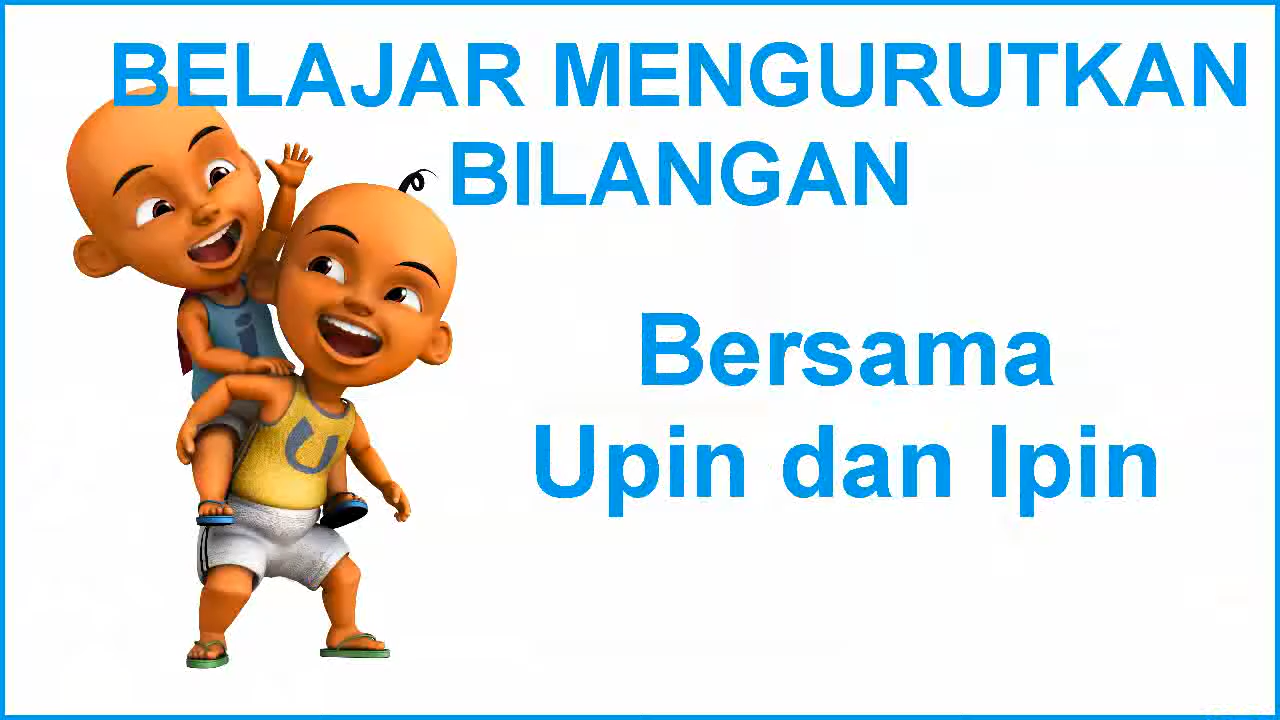 BELAJAR MENGURUTKAN
BILANGAN
Bersama
Upin dan Ipin
i
U